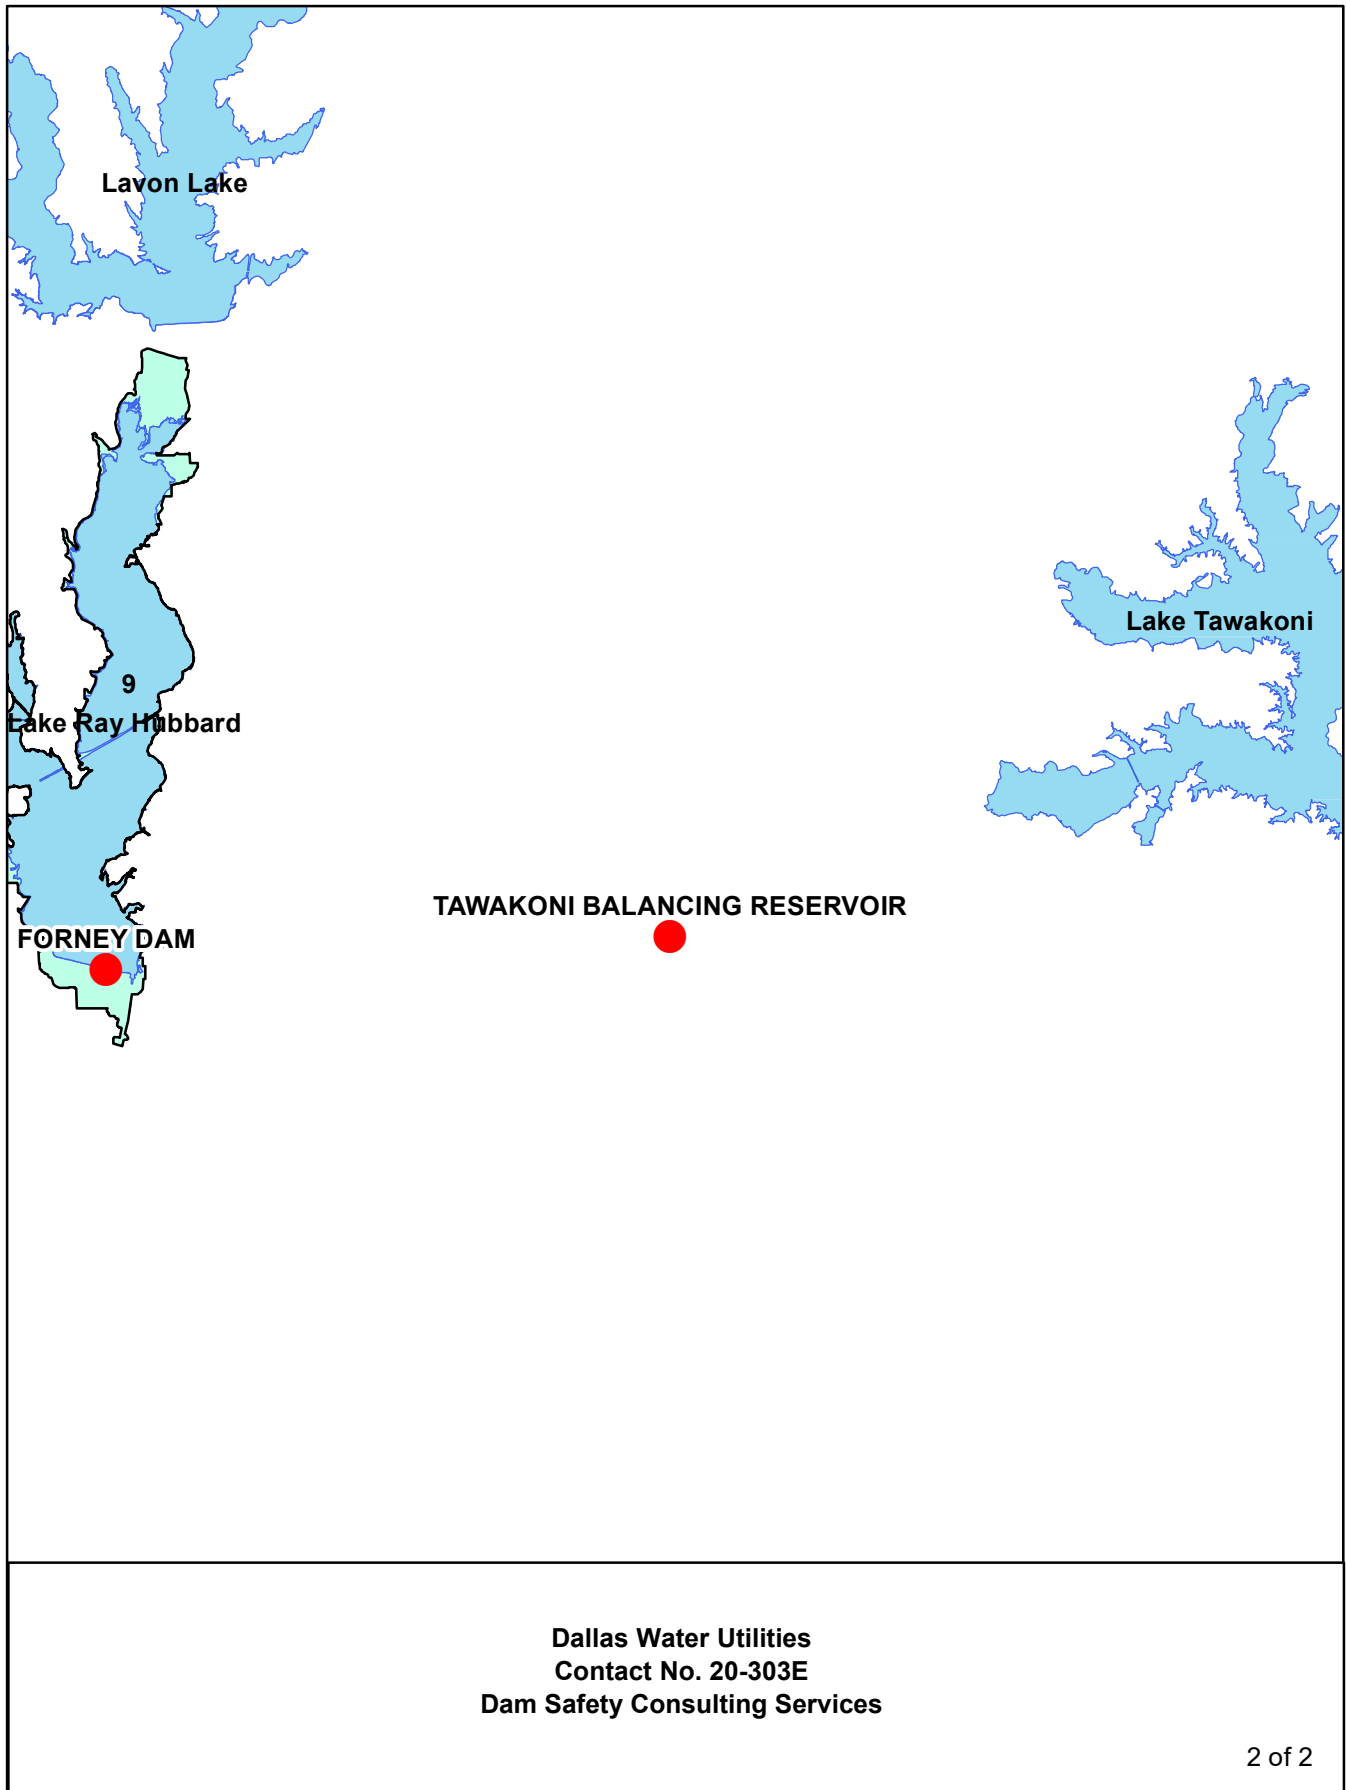 Lavon Lake
Lake Tawakoni
9
Lake Ray Hubbard
TAWAKONI BALANCING RESERVOIR
FORNEY DAM
Dallas Water Utilities
Contact No. 20-303E
Dam Safety Consulting Services
2 of 2